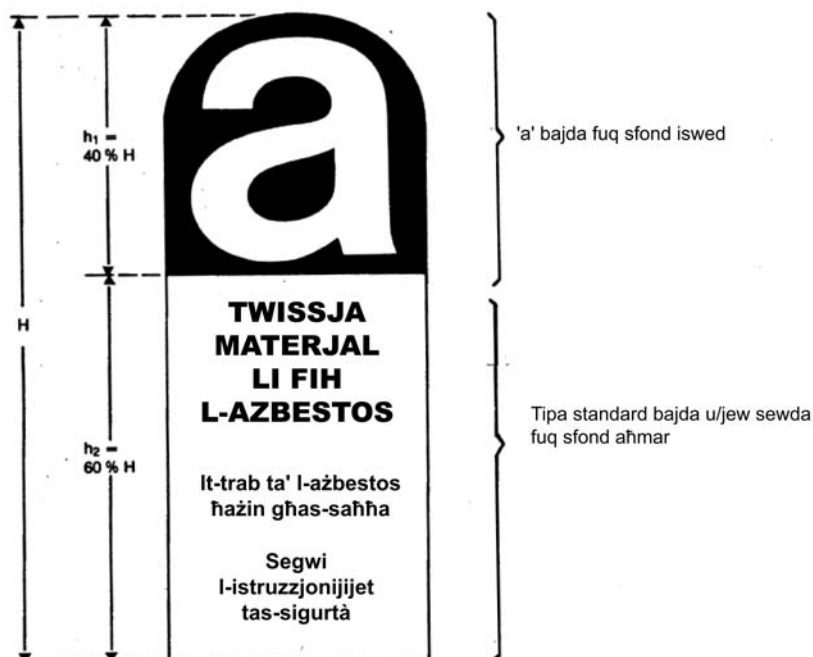 a
h₁ =
40 % H
'a' bajda fuq sfond iswed
H
TWISSJA
MATERJAL
LI FIH
L-AZBESTOS
h₂ =
60 % H
Tipa standard bajda u/jew sewda
fuq sfond aħmar
It-trab ta' l-ażbestos
ħażin għas-saħħa
Segwi
l-istruzzjonijijet
tas-sigurtà